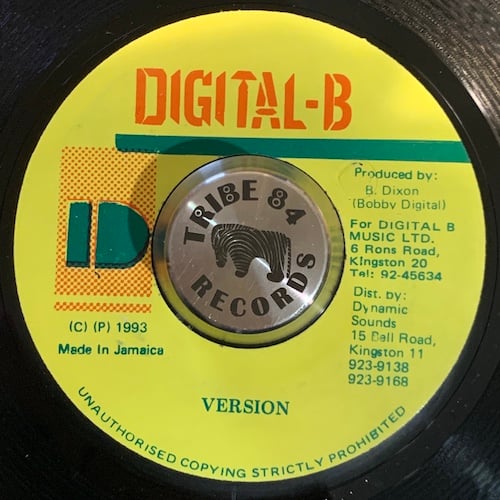 DIGITAL-B
TRIBE 84
RECORDS
Produced by:
B. Dixon
(Bobby Digital)
For DIGITAL B
MUSIC LTD.
6 Rons Road,
Kingston 20
Tel: 92-45634
Dist. by:
Dynamic
Sounds
15 Bell Road,
Kingston 11
923-9138
923-9168
D
(C) (P) 1993
Made In Jamaica
VERSION
UNAUTHORISED COPYING STRICTLY PROHIBITED